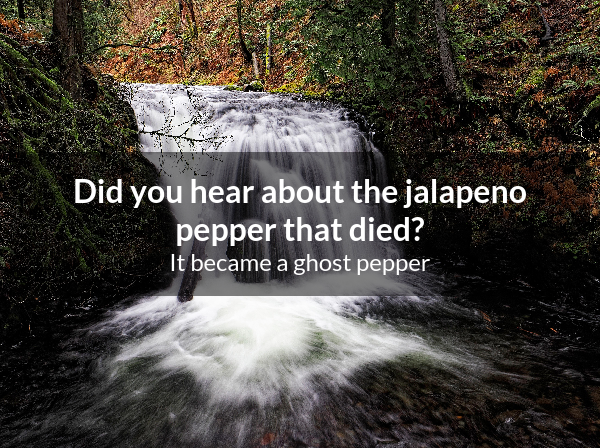 Did you hear about the jalapeno
pepper that died?
It became a ghost pepper